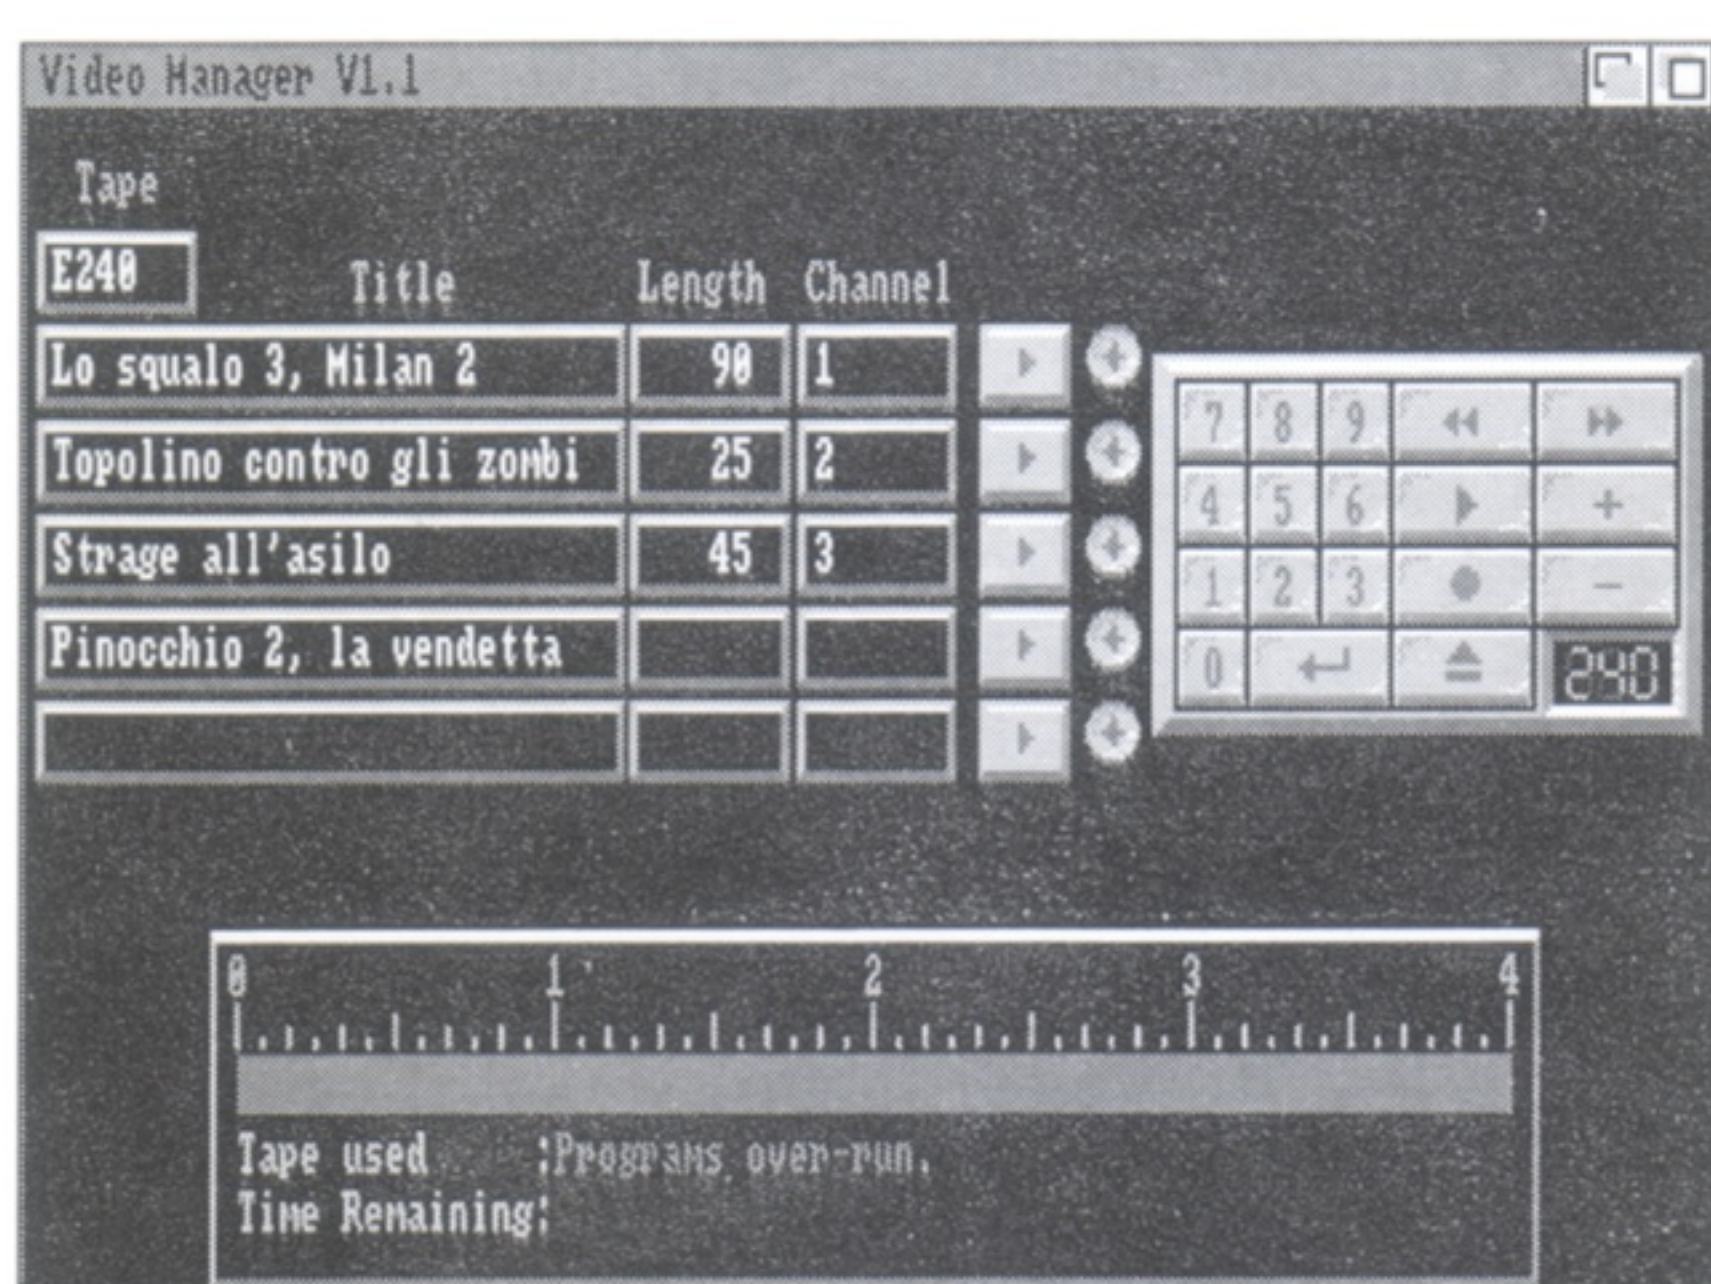 Video Manager V1.1
Tape
E240
Title Length Channel
Lo squalo 3, Milan 2 90 1
Topolino contro gli zombi 25 2
Strage all'asilo 45 3
Pinocchio 2, la vendetta
7 8 9
4 5 6 +
1 2 3 -
0 240
0 1 2 3 4
Tape used :Programs over-run.
Time Remaining: